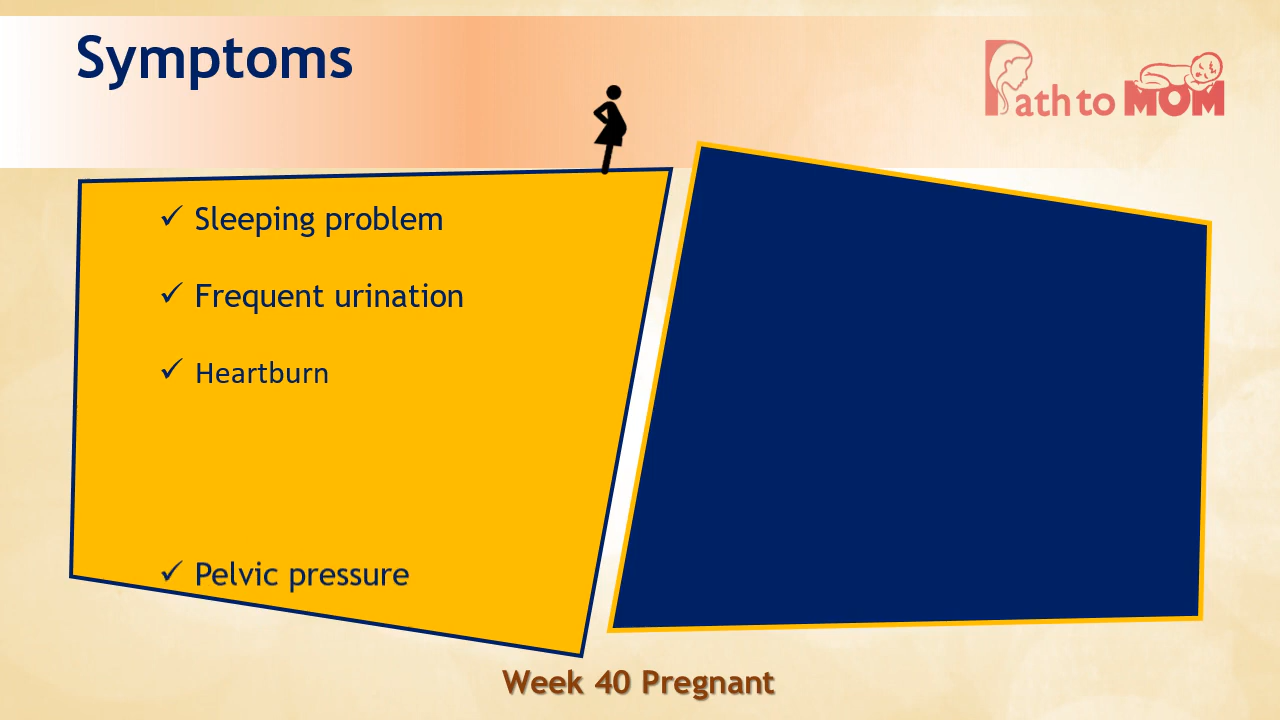 Symptoms
Path to MOM
✓ Sleeping problem
✓ Frequent urination
✓ Heartburn
✓ Pelvic pressure
Week 40 Pregnant